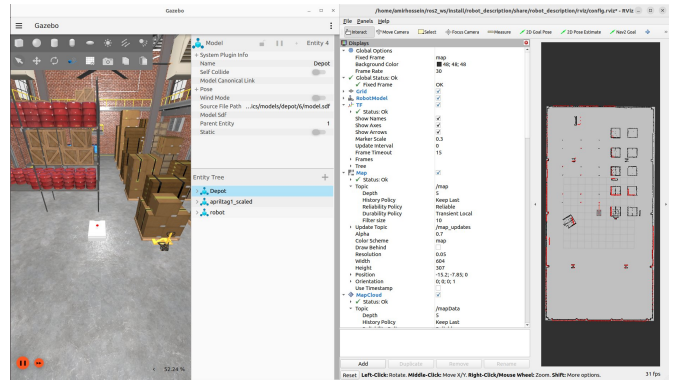 Gazebo
Gazebo
Model
Entity 4
System Plugin Info
Name Depot
Self Collide
Model Canonical Link
Pose
Wind Mode
Source File Path ...ics/models/depot/6/model.sdf
Model Sdf
Parent Entity 1
Static
Entity Tree
Depot
apriltag1_scaled
robot
52.24 %
/home/amirhossein/ros2_ws/install/robot_description/share/robot_description/rviz/config.rviz* - RViz
File Panels Help
Interact Move Camera Select Focus Camera Measure 2D Goal Pose 2D Pose Estimate Nav2 Goal
Displays
Global Options
Fixed Frame map
Background Color 48; 48; 48
Frame Rate 30
Global Status: Ok
Fixed Frame OK
Grid
RobotModel
TF
Status: Ok
Show Names
Show Axes
Show Arrows
Marker Scale 0.3
Update Interval 0
Frame Timeout 15
Frames
Tree
Map
Status: Ok
Topic /map
Depth 5
History Policy Keep Last
Reliability Policy Reliable
Durability Policy Transient Local
Filter size 10
Update Topic /map_updates
Alpha 0.7
Color Scheme map
Draw Behind
Resolution 0.05
Width 604
Height 307
Position -15.2; -7.85; 0
Orientation 0; 0; 0; 1
Use Timestamp
MapCloud
Status: Ok
Topic /mapData
Depth 5
History Policy Keep Last
Add Duplicate Remove Rename
Reset Left-Click: Rotate. Middle-Click: Move X/Y. Right-Click/Mouse Wheel: Zoom. Shift: More options. 31 fps